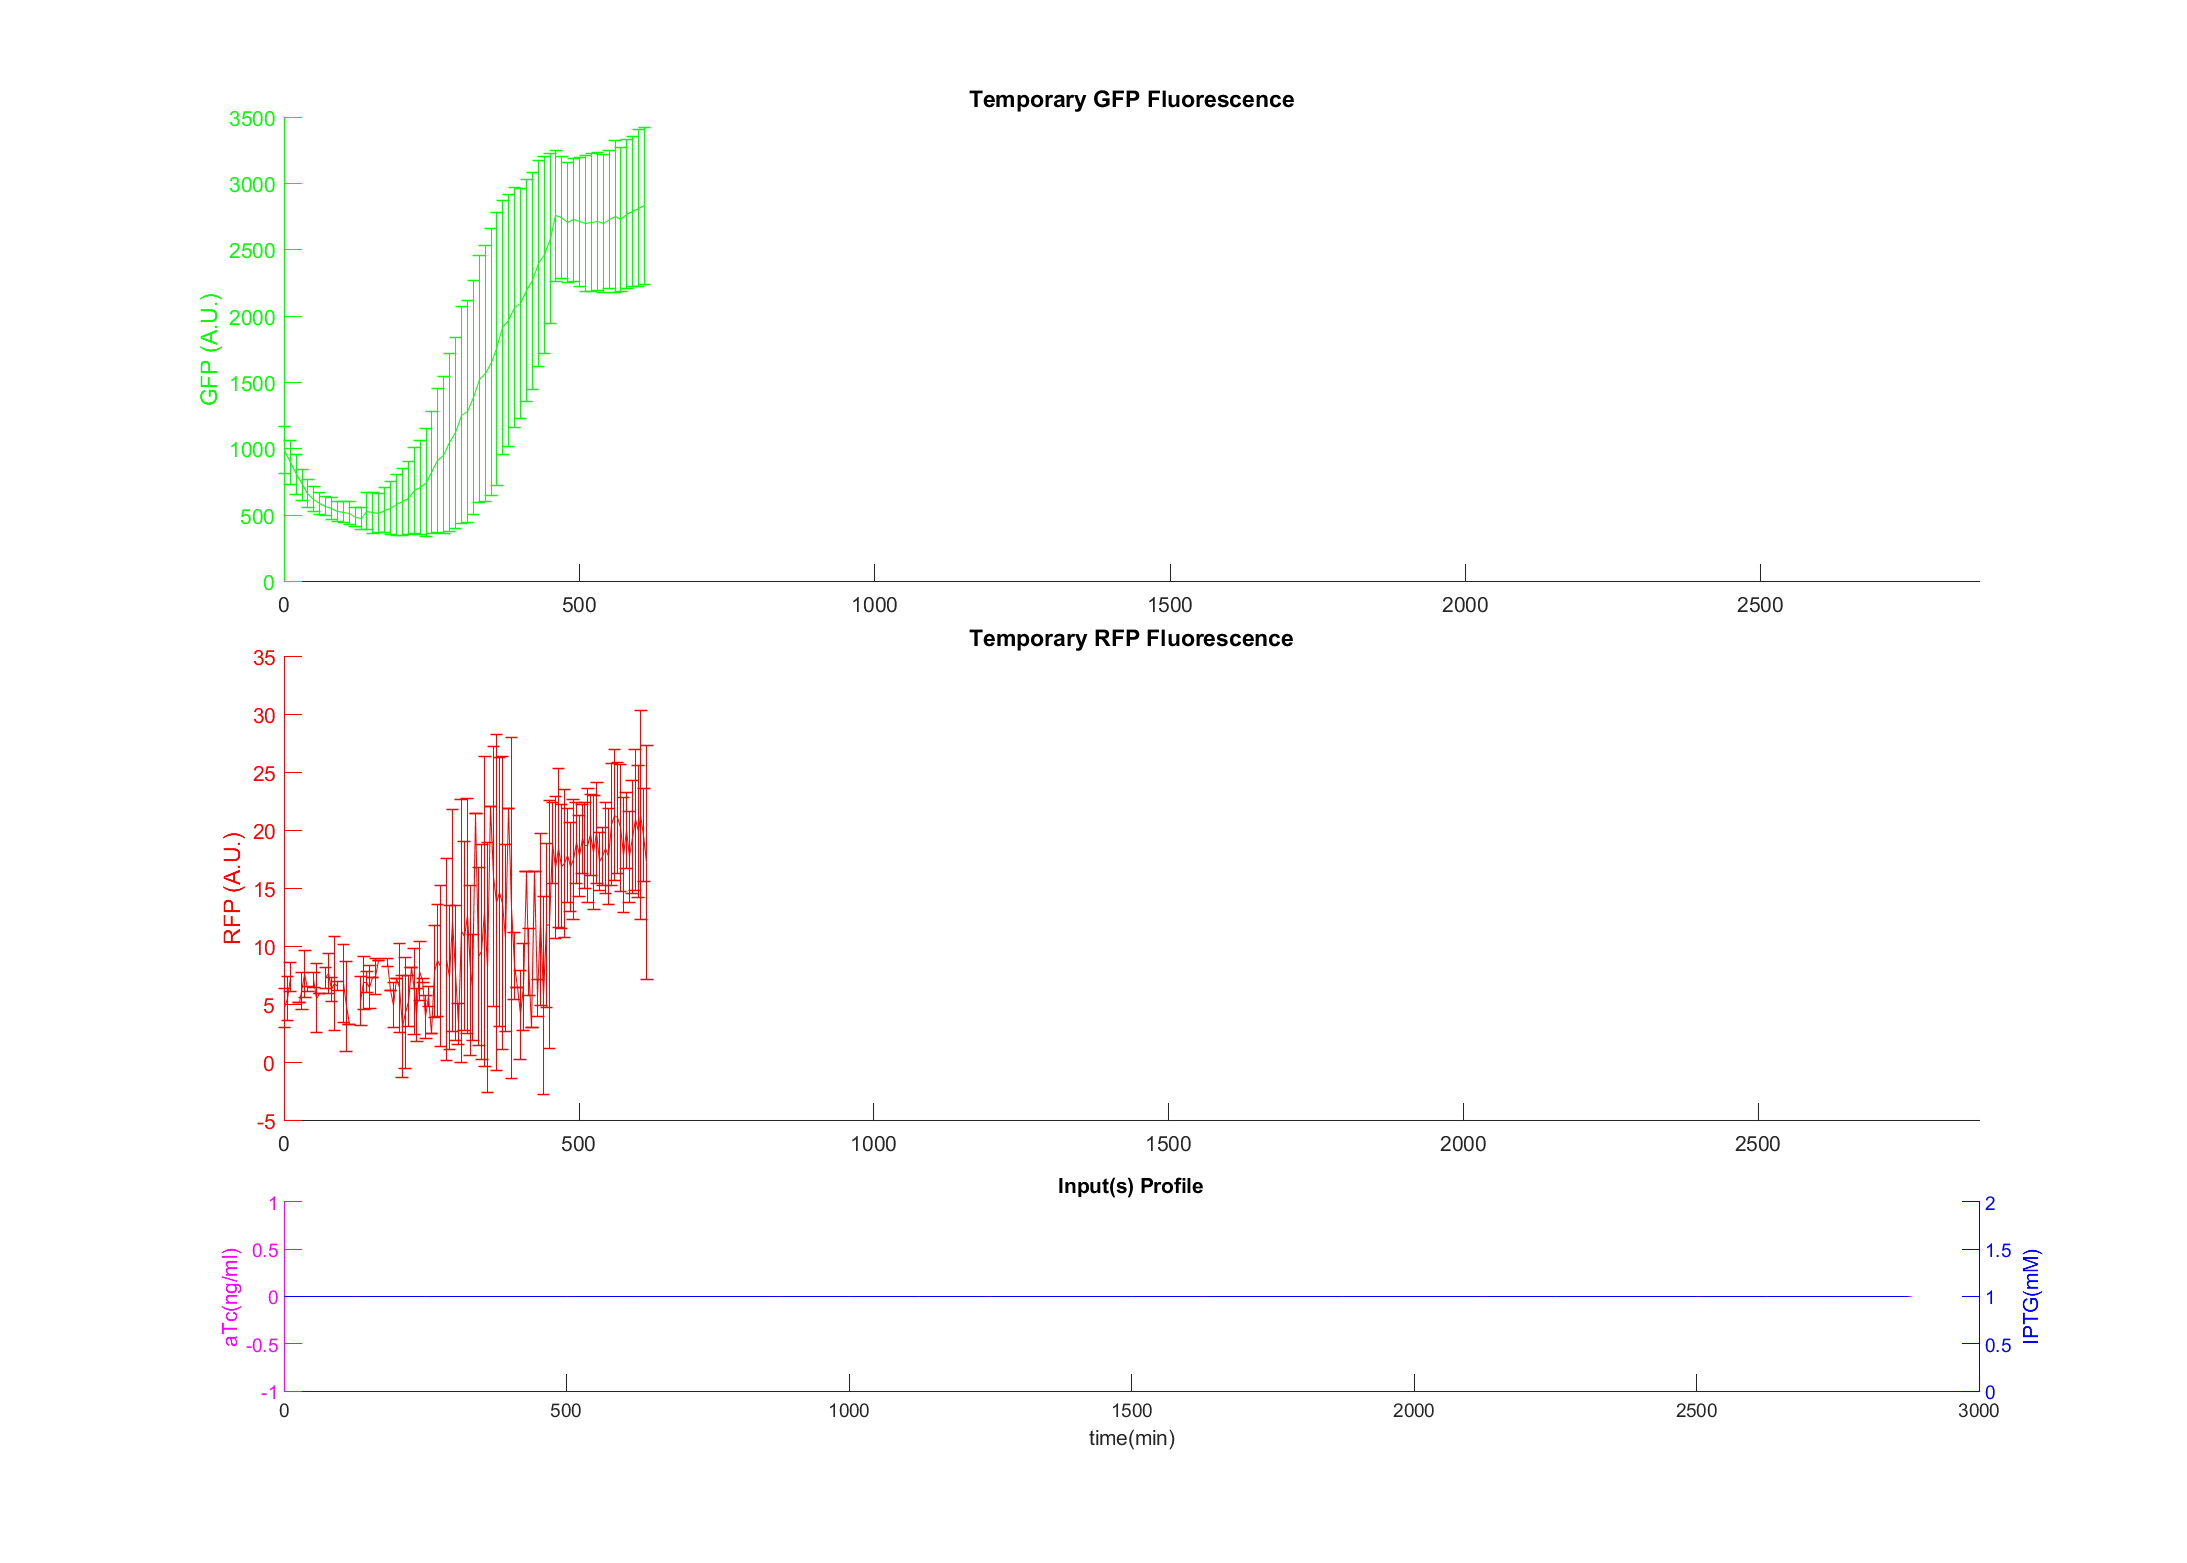 Temporary GFP Fluorescence
3500
3000
2500
2000
1500
1000
500
0
GFP (A.U.)
0 500 1000 1500 2000 2500
Temporary RFP Fluorescence
35
30
25
20
15
10
5
0
-5
RFP (A.U.)
0 500 1000 1500 2000 2500
Input(s) Profile
1
0.5
0
-0.5
-1
aTc(ng/ml)
2
1.5
1
0.5
0
IPTG(mM)
0 500 1000 1500 2000 2500 3000
time(min)